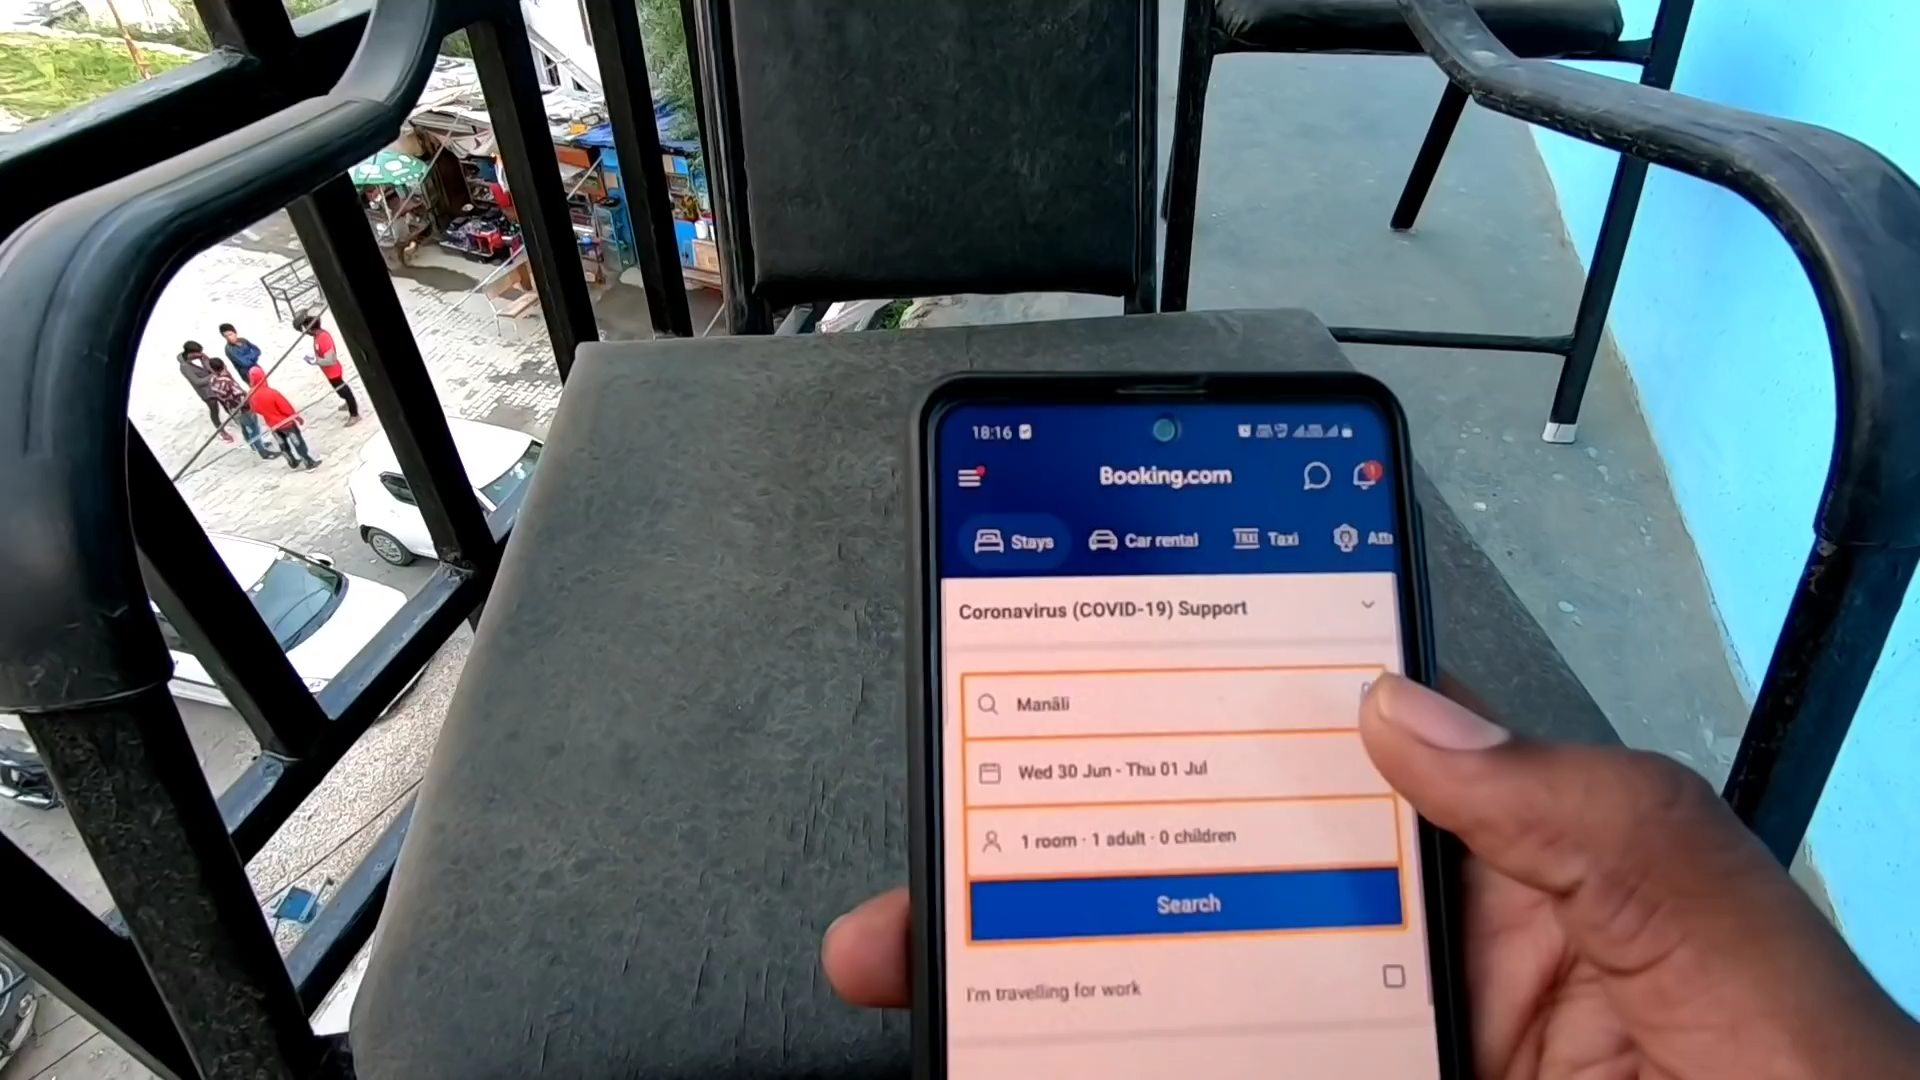 18:16
Booking.com
Stays Car rental TAXI Taxi
Coronavirus (COVID-19) Support
Manāli
Wed 30 Jun - Thu 01 Jul
1 room · 1 adult · 0 children
Search
I'm travelling for work